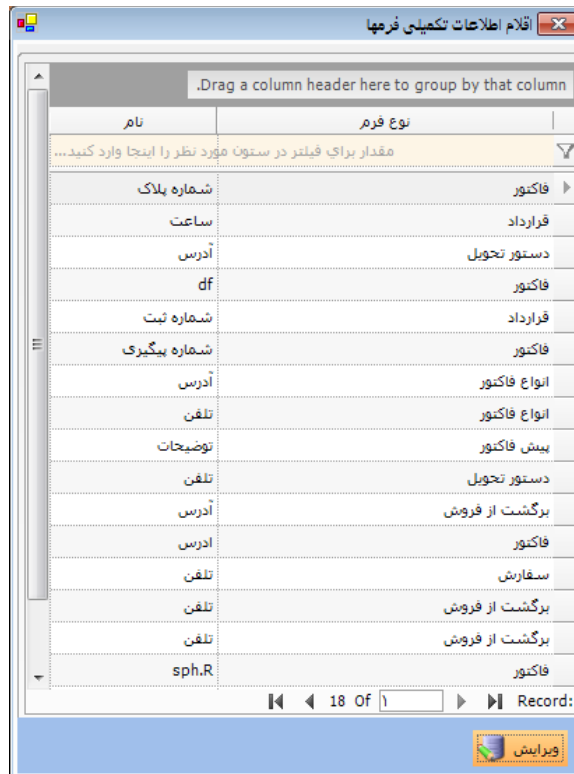 اقلام اطلاعات تکمیلی فرمها
Drag a column header here to group by that column.
نوع فرم نام
مقدار براي فیلتر در ستون مورد نظر را اینجا وارد کنید...
فاکتور شماره پلاک
قرارداد ساعت
دستور تحویل آدرس
فاکتور df
قرارداد شماره ثبت
فاکتور شماره پیگیری
انواع فاکتور آدرس
انواع فاکتور تلفن
پیش فاکتور توضیحات
دستور تحویل تلفن
برگشت از فروش آدرس
فاکتور ادرس
سفارش تلفن
برگشت از فروش تلفن
برگشت از فروش تلفن
فاکتور sph.R
Record: ۱ Of 18
ویرایش